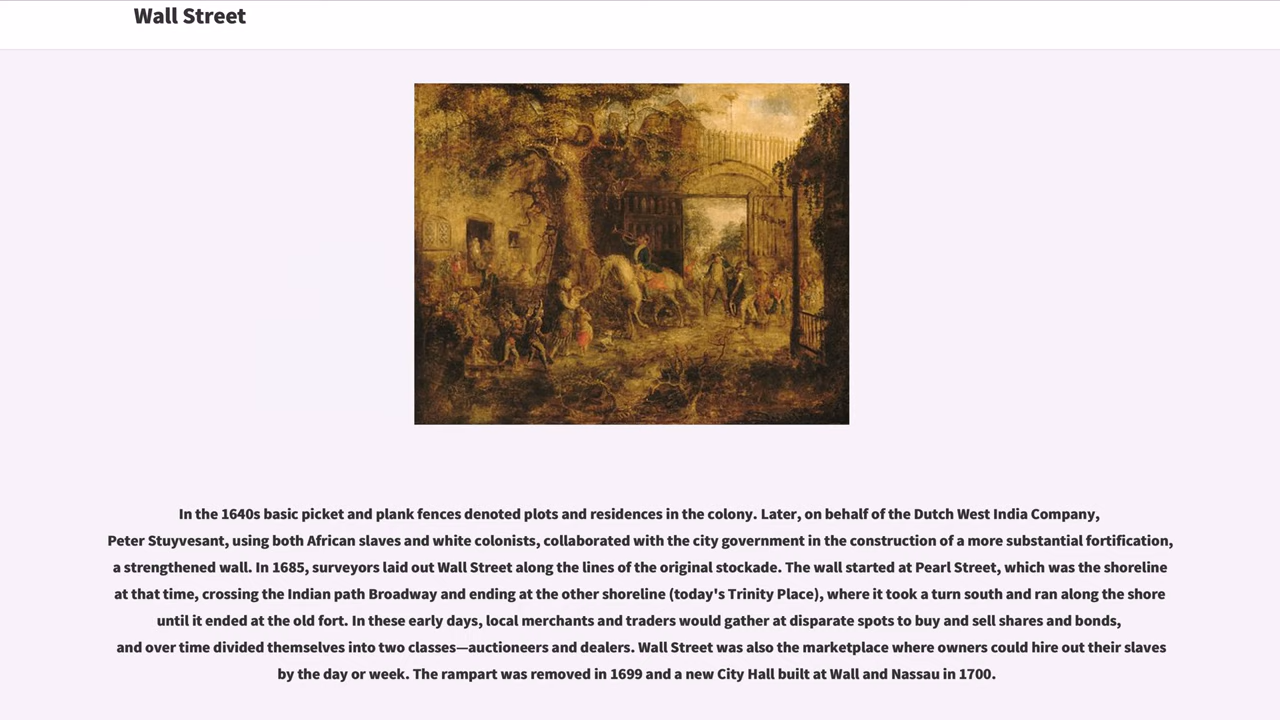 Wall Street
In the 1640s basic picket and plank fences denoted plots and residences in the colony. Later, on behalf of the Dutch West India Company,
Peter Stuyvesant, using both African slaves and white colonists, collaborated with the city government in the construction of a more substantial fortification,
a strengthened wall. In 1685, surveyors laid out Wall Street along the lines of the original stockade. The wall started at Pearl Street, which was the shoreline
at that time, crossing the Indian path Broadway and ending at the other shoreline (today's Trinity Place), where it took a turn south and ran along the shore
until it ended at the old fort. In these early days, local merchants and traders would gather at disparate spots to buy and sell shares and bonds,
and over time divided themselves into two classes—auctioneers and dealers. Wall Street was also the marketplace where owners could hire out their slaves
by the day or week. The rampart was removed in 1699 and a new City Hall built at Wall and Nassau in 1700.